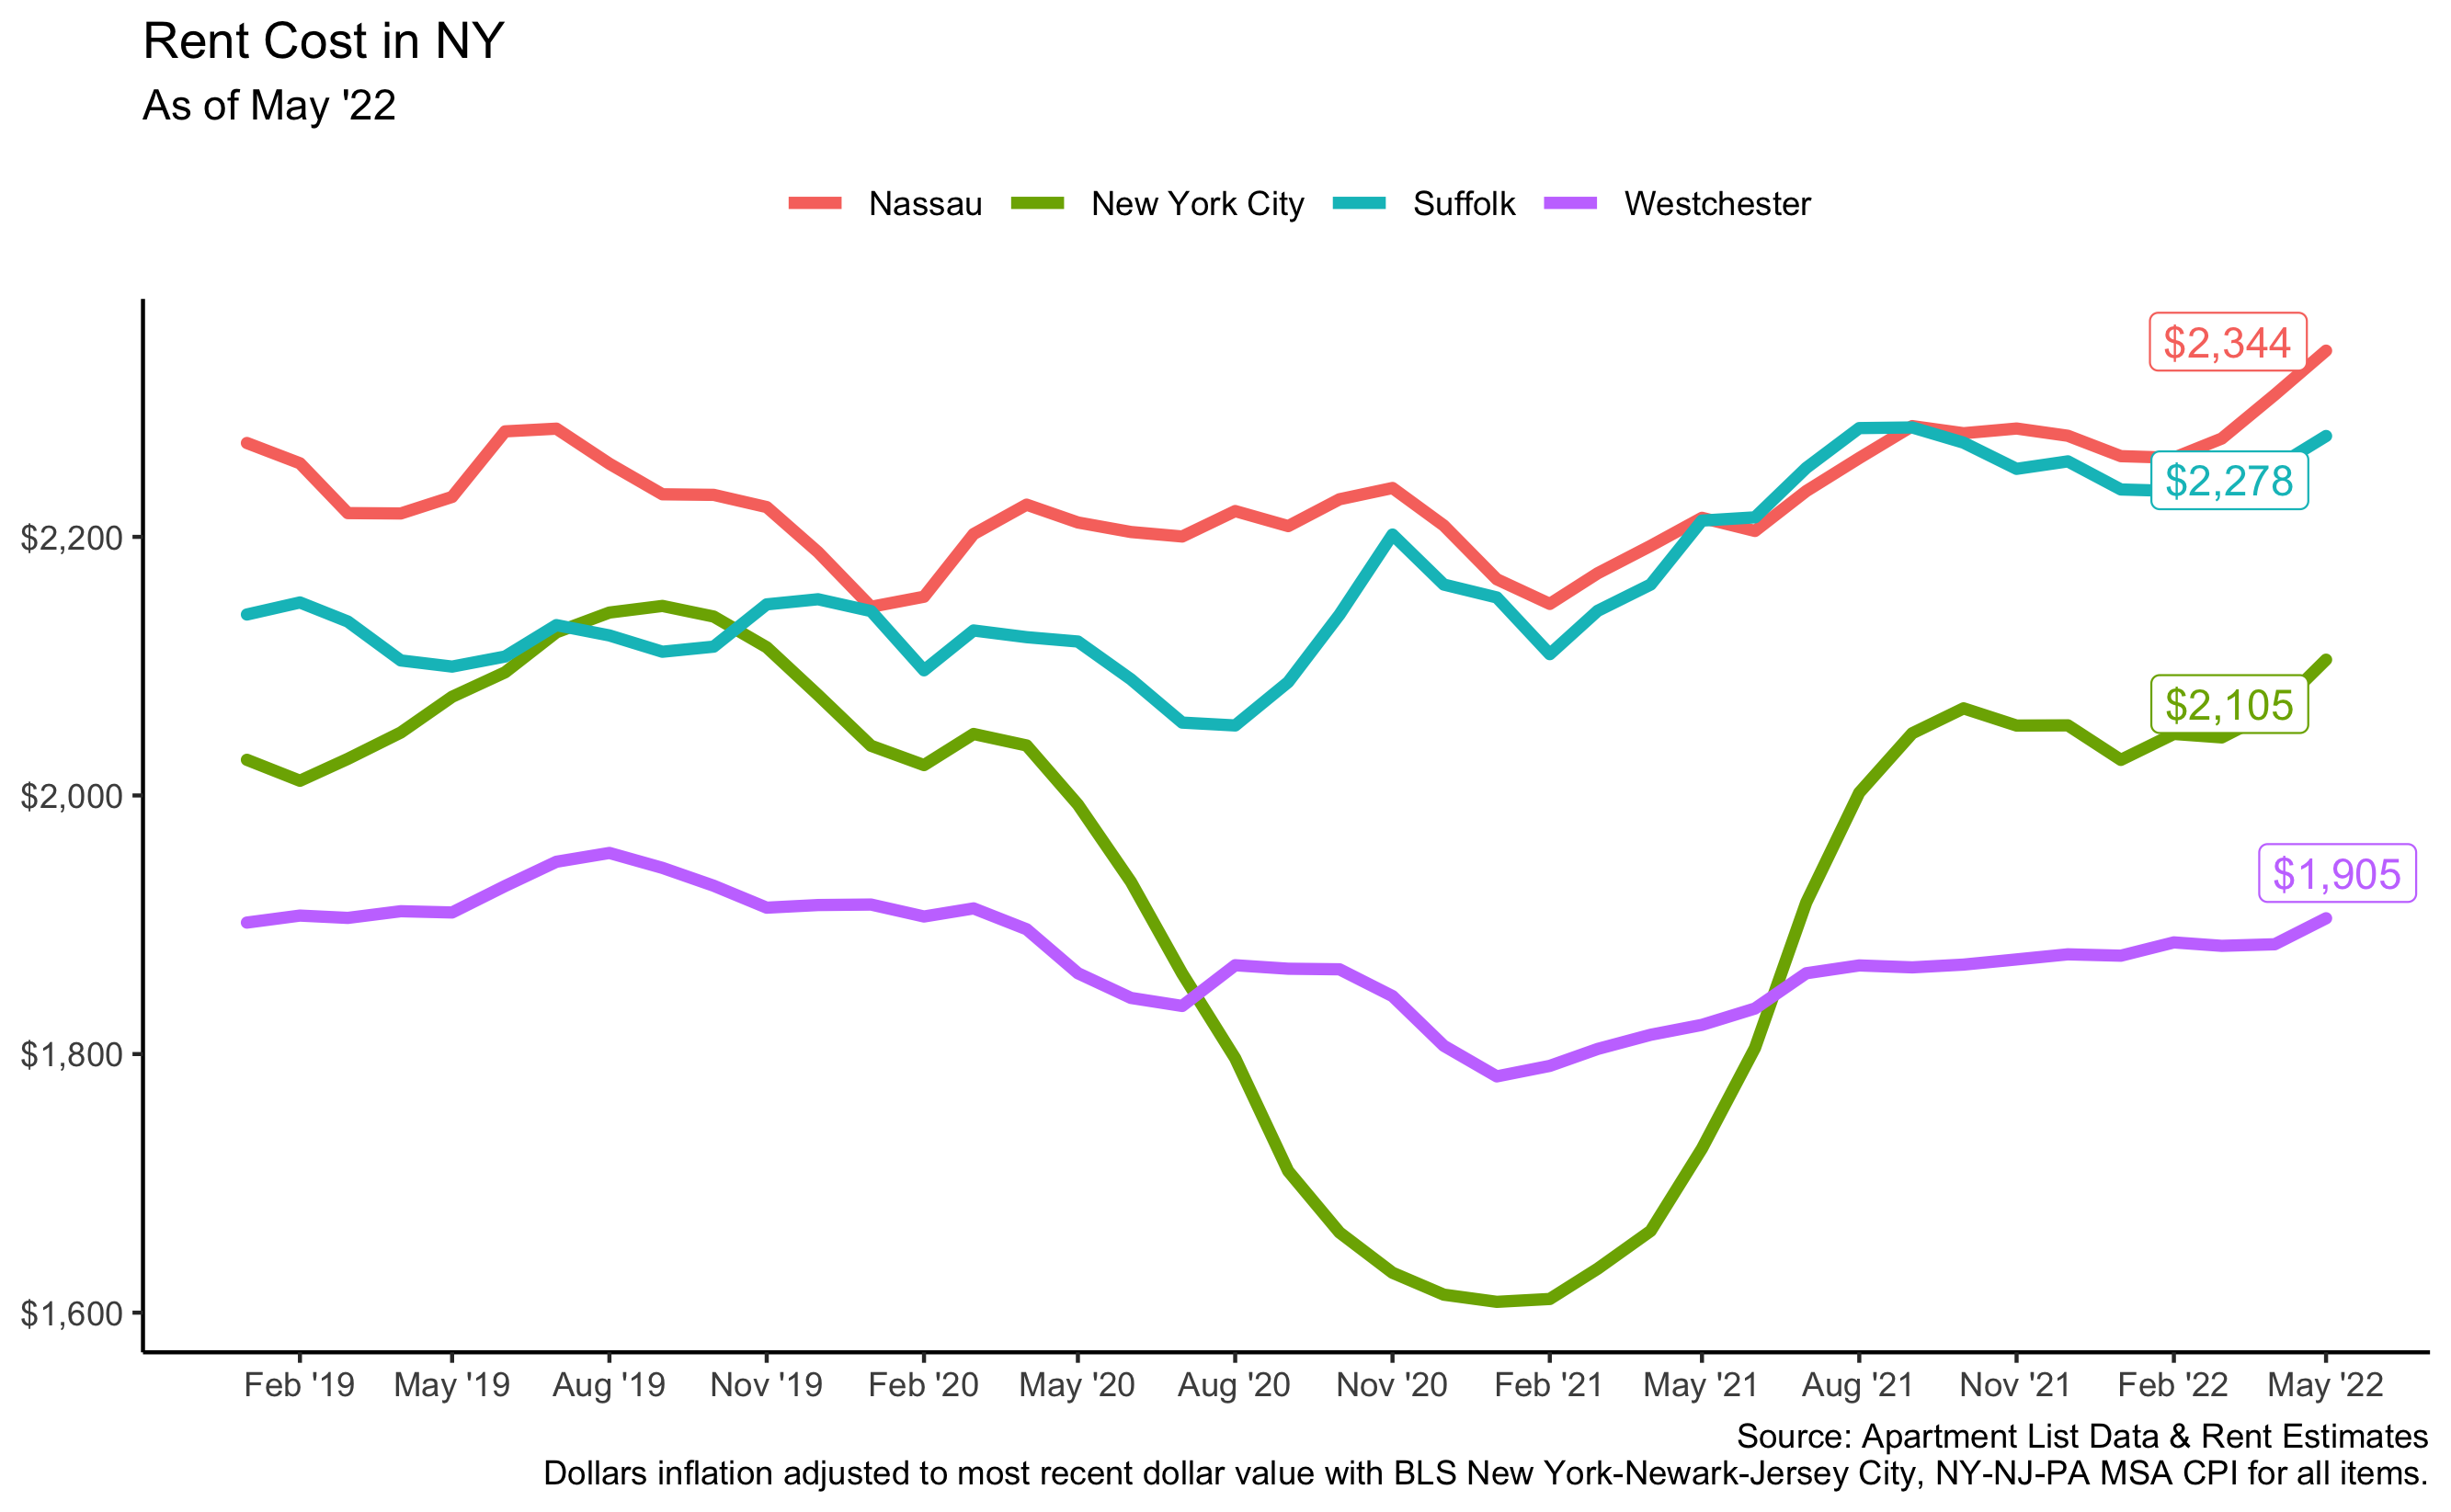 Rent Cost in NY
As of May '22
Nassau New York City Suffolk Westchester
$2,344
$2,278
$2,200
$2,105
$2,000
$1,905
$1,800
$1,600
Feb '19 May '19 Aug '19 Nov '19 Feb '20 May '20 Aug '20 Nov '20 Feb '21 May '21 Aug '21 Nov '21 Feb '22 May '22
Source: Apartment List Data & Rent Estimates
Dollars inflation adjusted to most recent dollar value with BLS New York-Newark-Jersey City, NY-NJ-PA MSA CPI for all items.